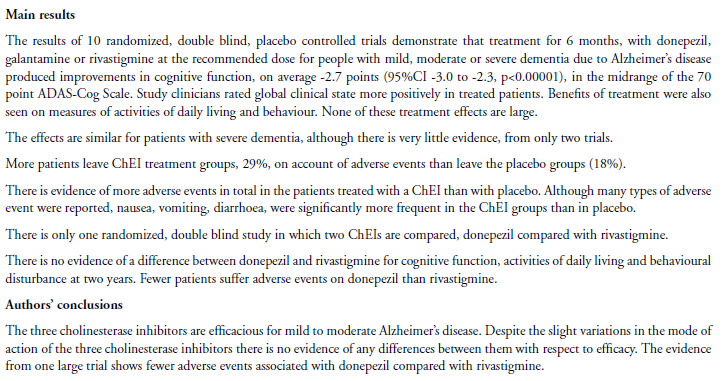 Main results
The results of 10 randomized, double blind, placebo controlled trials demonstrate that treatment for 6 months, with donepezil,
galantamine or rivastigmine at the recommended dose for people with mild, moderate or severe dementia due to Alzheimer's disease
produced improvements in cognitive function, on average -2.7 points (95%CI -3.0 to -2.3, p<0.00001), in the midrange of the 70
point ADAS-Cog Scale. Study clinicians rated global clinical state more positively in treated patients. Benefits of treatment were also
seen on measures of activities of daily living and behaviour. None of these treatment effects are large.
The effects are similar for patients with severe dementia, although there is very little evidence, from only two trials.
More patients leave ChEI treatment groups, 29%, on account of adverse events than leave the placebo groups (18%).
There is evidence of more adverse events in total in the patients treated with a ChEI than with placebo. Although many types of adverse
event were reported, nausea, vomiting, diarrhoea, were significantly more frequent in the ChEI groups than in placebo.
There is only one randomized, double blind study in which two ChEIs are compared, donepezil compared with rivastigmine.
There is no evidence of a difference between donepezil and rivastigmine for cognitive function, activities of daily living and behavioural
disturbance at two years. Fewer patients suffer adverse events on donepezil than rivastigmine.
Authors' conclusions
The three cholinesterase inhibitors are efficacious for mild to moderate Alzheimer's disease. Despite the slight variations in the mode of
action of the three cholinesterase inhibitors there is no evidence of any differences between them with respect to efficacy. The evidence
from one large trial shows fewer adverse events associated with donepezil compared with rivastigmine.